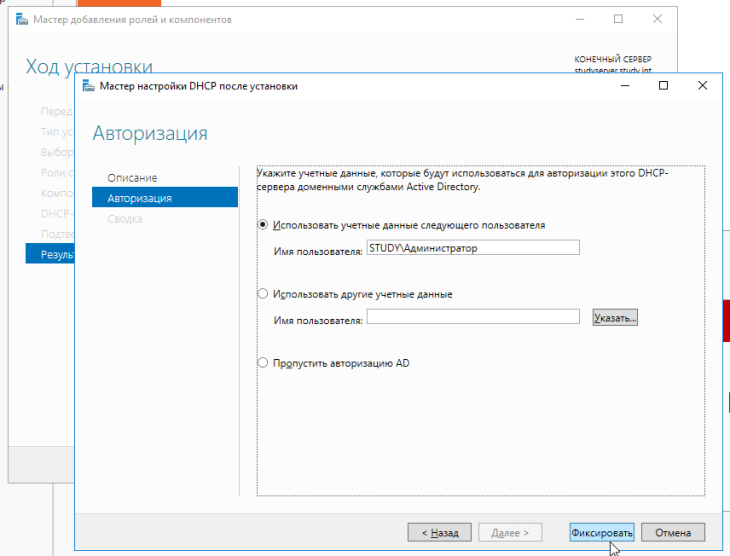 Мастер добавления ролей и компонентов
Ход установки
КОНЕЧНЫЙ СЕРВЕР
studyserver.study.int
Мастер настройки DHCP после установки
Перед
Тип ус
Выбор
Роли с
Компо
DHCP-
Подтве
Резуль
Авторизация
Описание
Авторизация
Сводка
Укажите учетные данные, которые будут использоваться для авторизации этого DHCP-
сервера доменными службами Active Directory.
Использовать учетные данные следующего пользователя
Имя пользователя: STUDY\Администратор
Использовать другие учетные данные
Имя пользователя:
Указать...
Пропустить авторизацию AD
< Назад
Далее >
Фиксировать
Отмена